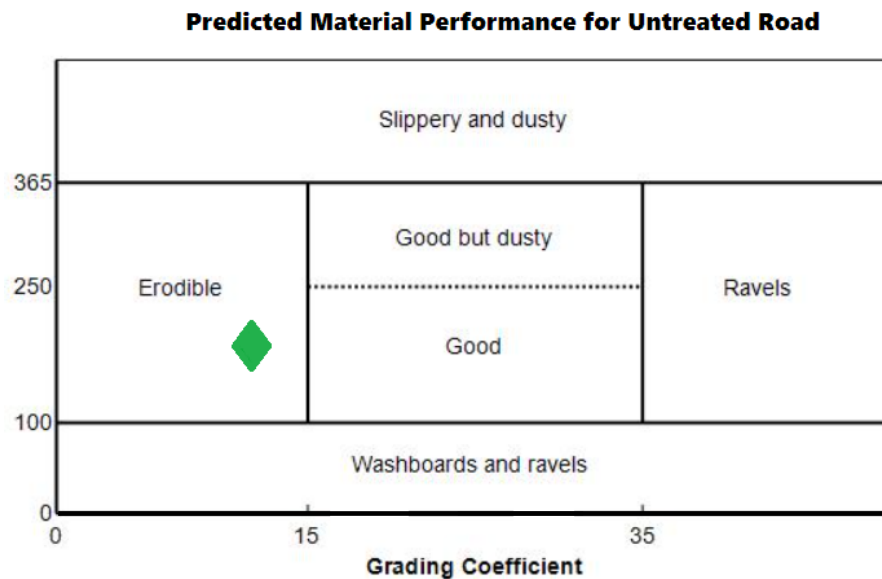 Predicted Material Performance for Untreated Road
Slippery and dusty
365
Good but dusty
250
Erodible
Ravels
Good
100
Washboards and ravels
0
0
15
35
Grading Coefficient